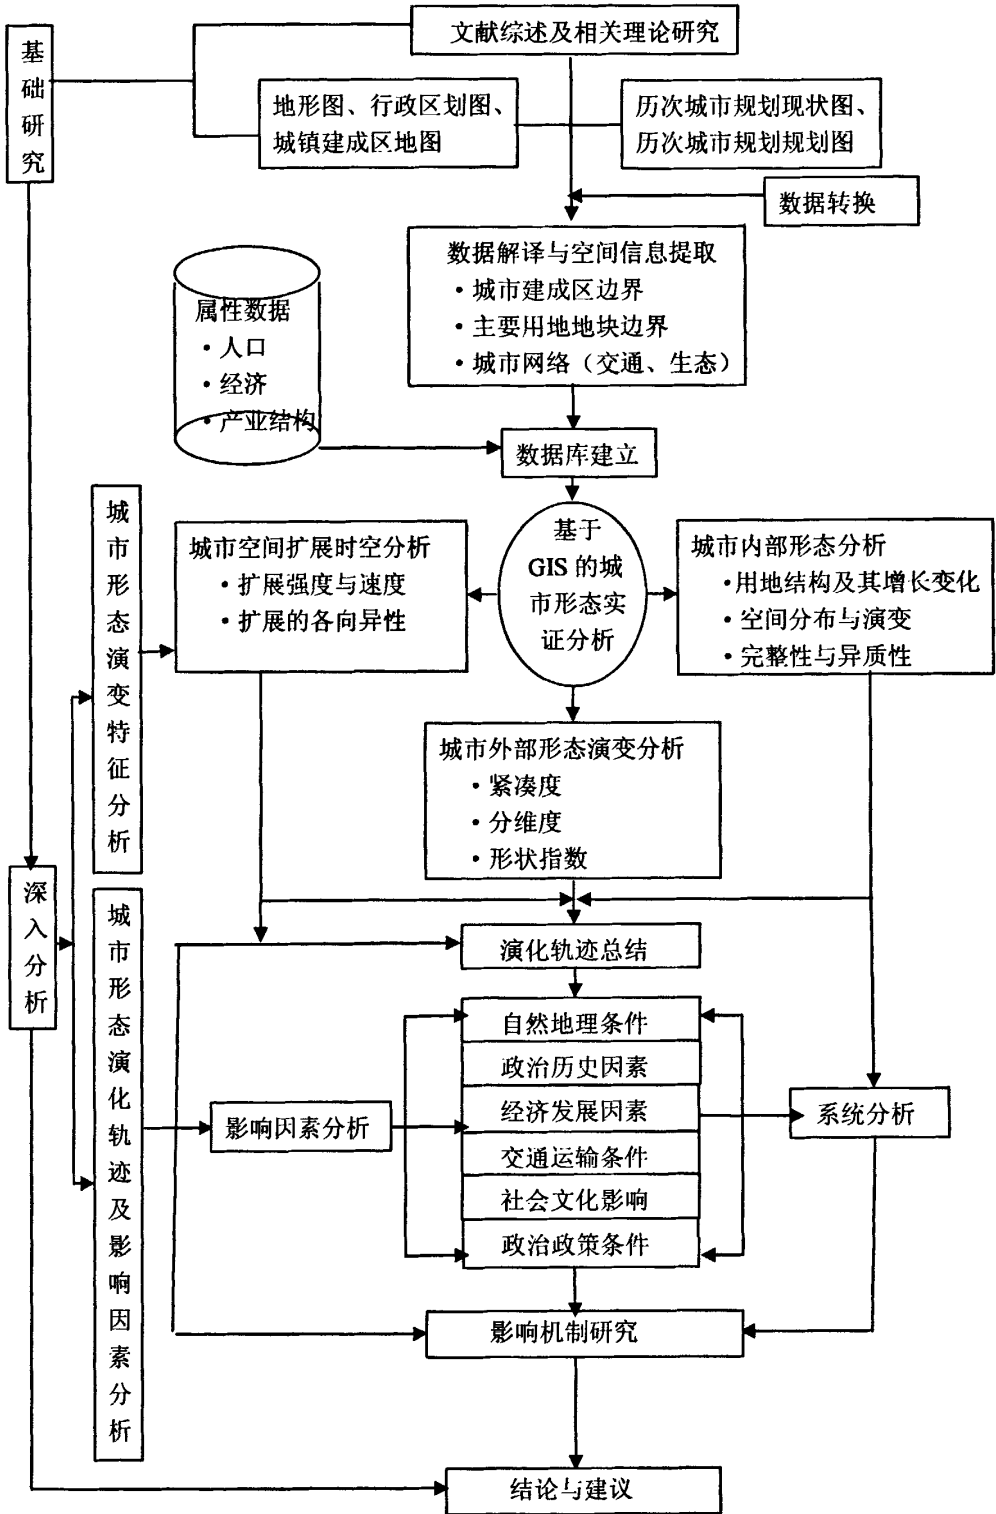 基础研究
文献综述及相关理论研究
地形图、行政区划图、
城镇建成区地图
历次城市规划现状图、
历次城市规划规划图
数据转换
数据解译与空间信息提取
·城市建成区边界
·主要用地地块边界
·城市网络（交通、生态）
属性数据
·人口
·经济
·产业结构
数据库建立
城市形态演变特征分析
城市空间扩展时空分析
·扩展强度与速度
·扩展的各向异性
基于
GIS 的城
市形态实
证分析
城市内部形态分析
·用地结构及其增长变化
·空间分布与演变
·完整性与异质性
城市外部形态演变分析
·紧凑度
·分维度
·形状指数
深入分析
城市形态演化轨迹及影响因素分析
演化轨迹总结
自然地理条件
政治历史因素
经济发展因素
交通运输条件
社会文化影响
政治政策条件
影响因素分析
系统分析
影响机制研究
结论与建议